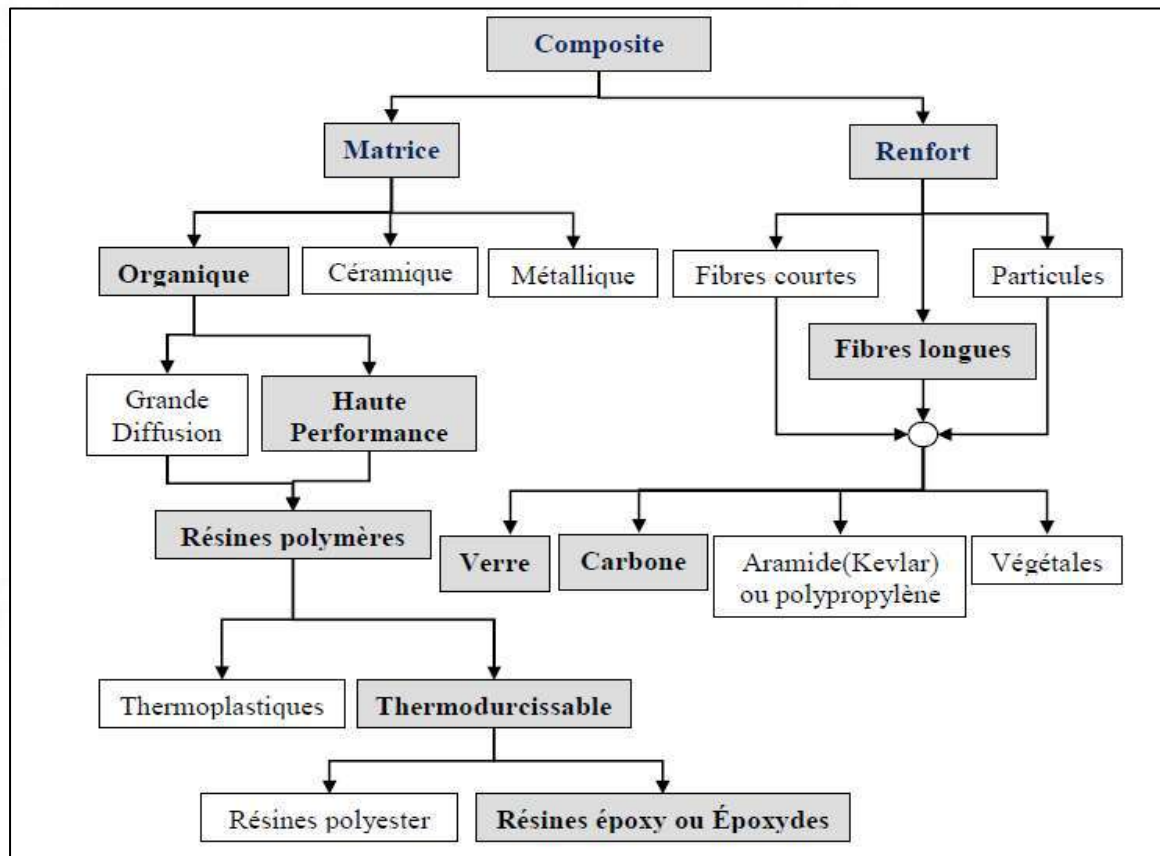 Composite
Matrice
Renfort
Organique
Céramique
Métallique
Fibres courtes
Particules
Fibres longues
Grande
Diffusion
Haute
Performance
Résines polymères
Verre
Carbone
Aramide(Kevlar)
ou polypropylène
Végétales
Thermoplastiques
Thermodurcissable
Résines polyester
Résines époxy ou Époxydes